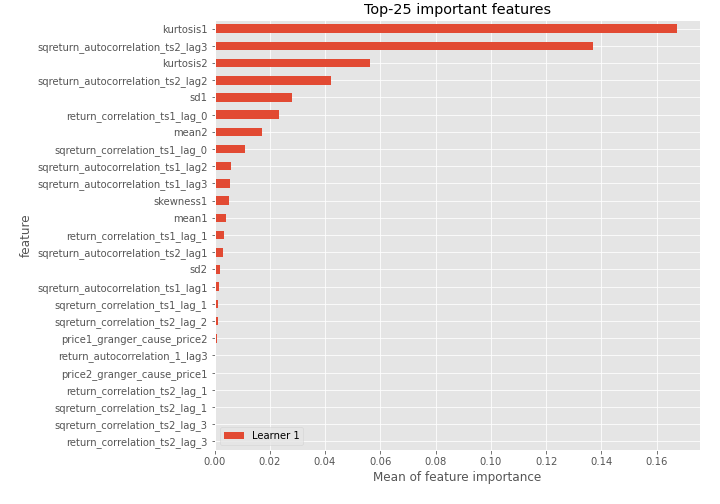 Top-25 important features
kurtosis1
sqreturn_autocorrelation_ts2_lag3
kurtosis2
sqreturn_autocorrelation_ts2_lag2
sd1
return_correlation_ts1_lag_0
mean2
sqreturn_correlation_ts1_lag_0
sqreturn_autocorrelation_ts1_lag2
sqreturn_autocorrelation_ts1_lag3
skewness1
mean1
return_correlation_ts1_lag_1
sqreturn_autocorrelation_ts2_lag1
sd2
sqreturn_autocorrelation_ts1_lag1
sqreturn_correlation_ts1_lag_1
sqreturn_correlation_ts2_lag_2
price1_granger_cause_price2
return_autocorrelation_1_lag3
price2_granger_cause_price1
return_correlation_ts2_lag_1
sqreturn_correlation_ts2_lag_1
sqreturn_correlation_ts2_lag_3
return_correlation_ts2_lag_3
feature
Learner 1
0.00 0.02 0.04 0.06 0.08 0.10 0.12 0.14 0.16
Mean of feature importance